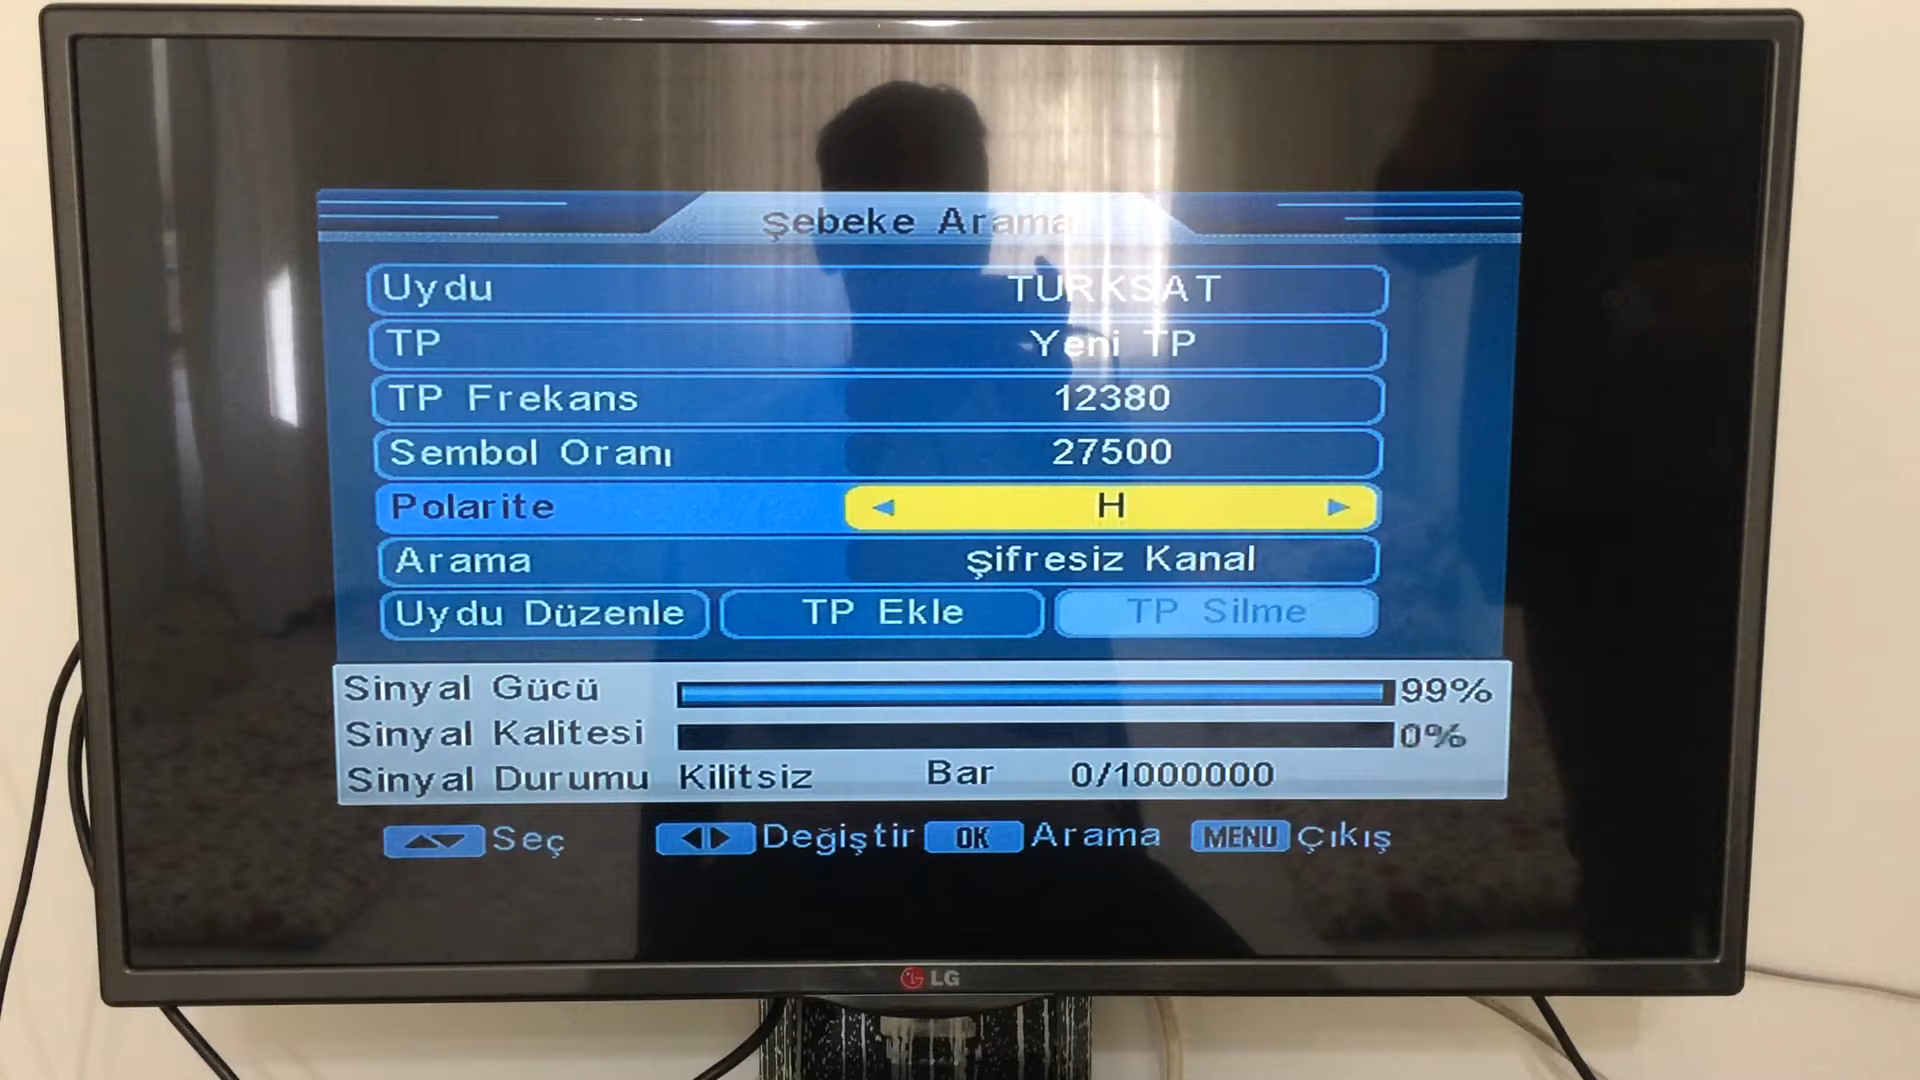 Şebeke Arama
Uydu TURKSAT
TP Yeni TP
TP Frekans 12380
Sembol Oranı 27500
Polarite H
Arama Şifresiz Kanal
Uydu Düzenle TP Ekle TP Silme
Sinyal Gücü 99%
Sinyal Kalitesi 0%
Sinyal Durumu Kilitsiz Bar 0/1000000
Seç Değiştir OK Arama MENU Çıkış
LG